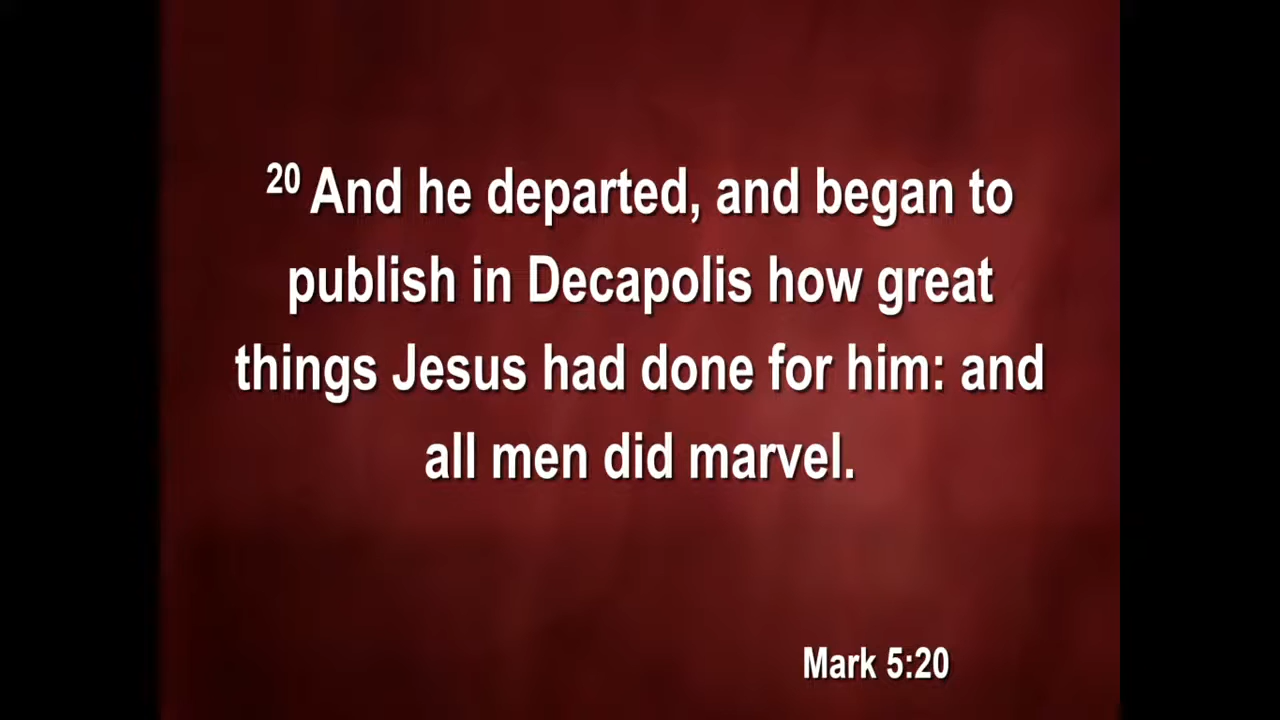 20 And he departed, and began to
publish in Decapolis how great
things Jesus had done for him: and
all men did marvel.
Mark 5:20